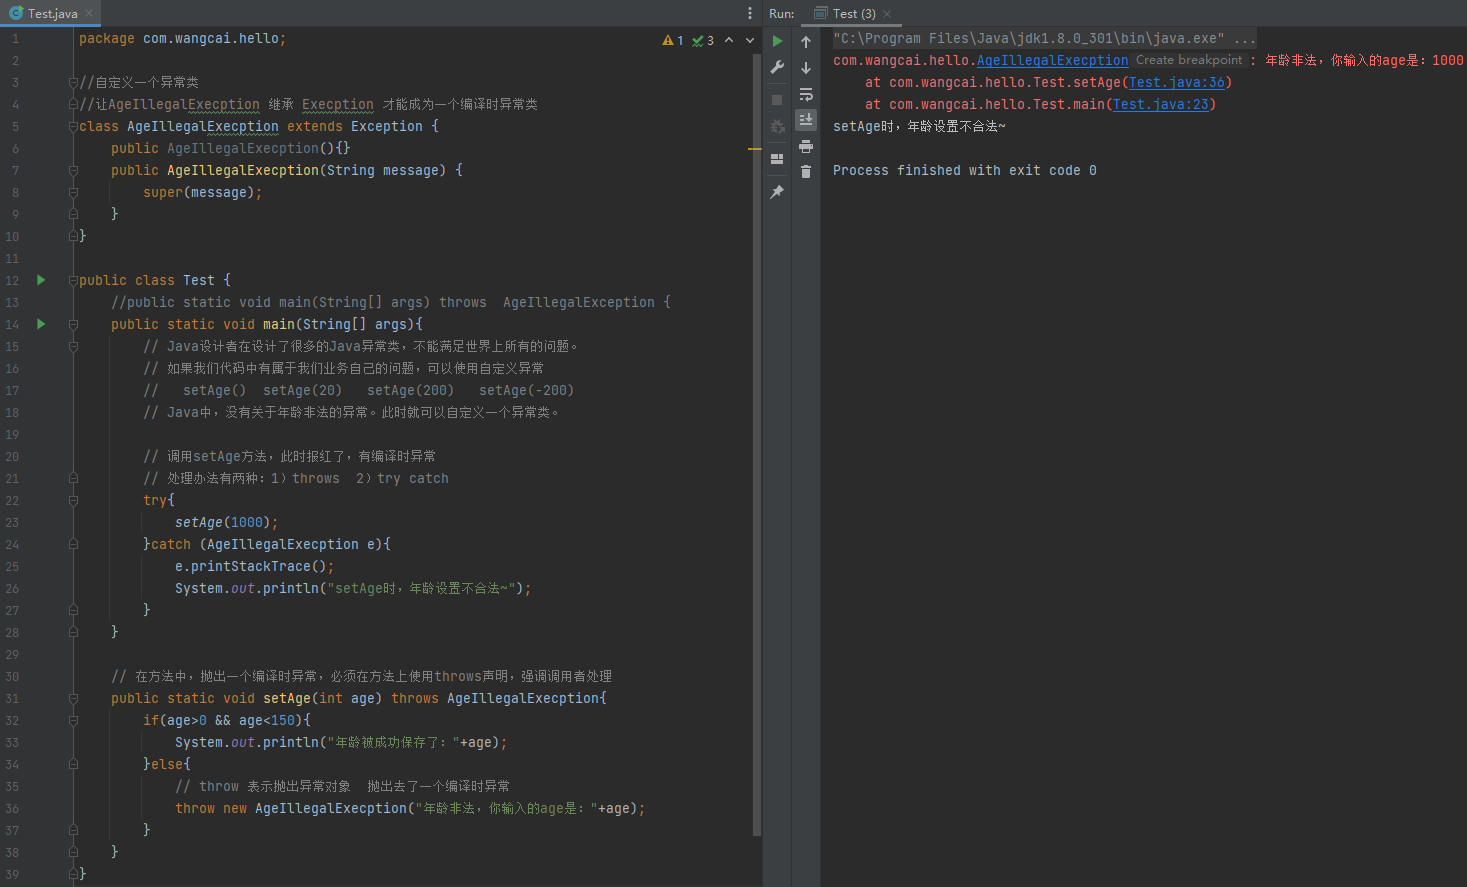 Test.java
1 package com.wangcai.hello;
2
3 //自定义一个异常类
4 //让AgeIllegalExecption 继承 Execption 才能成为一个编译时异常类
5 class AgeIllegalExecption extends Exception {
6 public AgeIllegalExecption(){}
7 public AgeIllegalExecption(String message) {
8 super(message);
9 }
10 }
11
12 public class Test {
13 //public static void main(String[] args) throws  AgeIllegalException {
14 public static void main(String[] args){
15 // Java设计者在设计了很多的Java异常类，不能满足世界上所有的问题。
16 // 如果我们代码中有属于我们业务自己的问题，可以使用自定义异常
17 //   setAge()  setAge(20)   setAge(200)   setAge(-200)
18 // Java中，没有关于年龄非法的异常。此时就可以自定义一个异常类。
19
20 // 调用setAge方法，此时报红了，有编译时异常
21 // 处理办法有两种：1）throws  2）try catch
22 try{
23 setAge(1000);
24 }catch (AgeIllegalExecption e){
25 e.printStackTrace();
26 System.out.println("setAge时，年龄设置不合法~");
27 }
28 }
29
30 // 在方法中，抛出一个编译时异常，必须在方法上使用throws声明，强调调用者处理
31 public static void setAge(int age) throws AgeIllegalExecption{
32 if(age>0 && age<150){
33 System.out.println("年龄被成功保存了："+age);
34 }else{
35 // throw 表示抛出异常对象  抛出去了一个编译时异常
36 throw new AgeIllegalExecption("年龄非法，你输入的age是："+age);
37 }
38 }
39 }
1 3
Run: Test (3)
"C:\Program Files\Java\jdk1.8.0_301\bin\java.exe" ...
com.wangcai.hello.AgeIllegalExecption Create breakpoint : 年龄非法，你输入的age是：1000
at com.wangcai.hello.Test.setAge(Test.java:36)
at com.wangcai.hello.Test.main(Test.java:23)
setAge时，年龄设置不合法~
Process finished with exit code 0